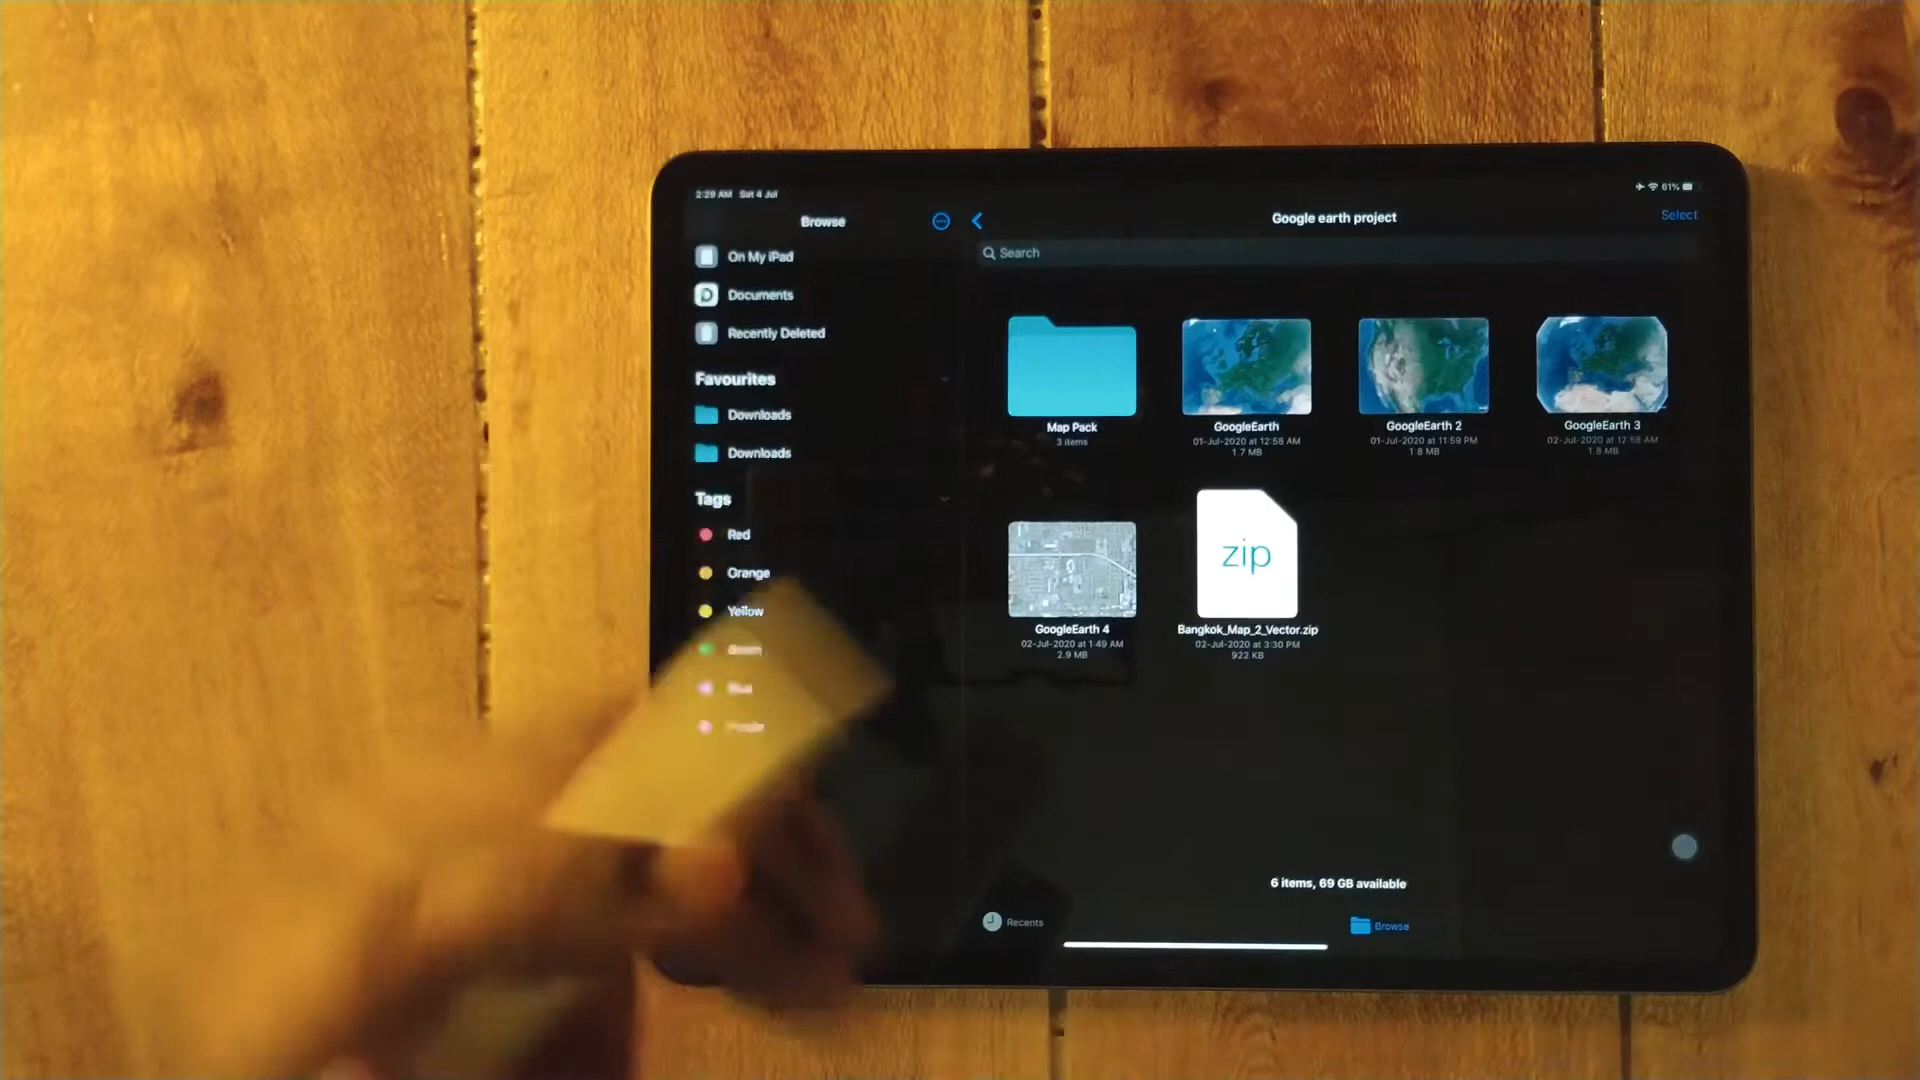 2:29 AM Sat 4 Jul
61%
Browse
Google earth project
Select
Search
On My iPad
Documents
Recently Deleted
Favourites
Downloads
Downloads
Tags
Red
Orange
Yellow
Green
Blue
Map Pack
3 items
GoogleEarth
01-Jul-2020 at 12:58 AM
1.7 MB
GoogleEarth 2
01-Jul-2020 at 11:59 PM
1.8 MB
GoogleEarth 3
02-Jul-2020 at 12:58 AM
1.8 MB
GoogleEarth 4
02-Jul-2020 at 1:49 AM
2.9 MB
zip
Bangkok_Map_2_Vector.zip
02-Jul-2020 at 3:30 PM
922 KB
6 items, 69 GB available
Recents
Browse